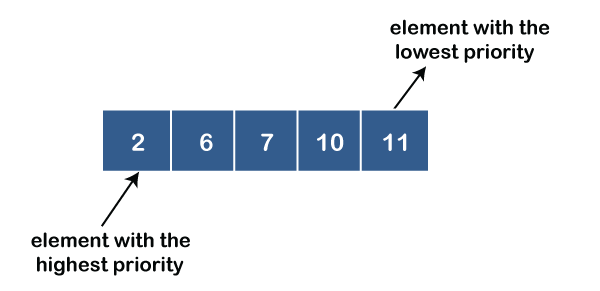 element with the
lowest priority
2 6 7 10 11
element with the
highest priority